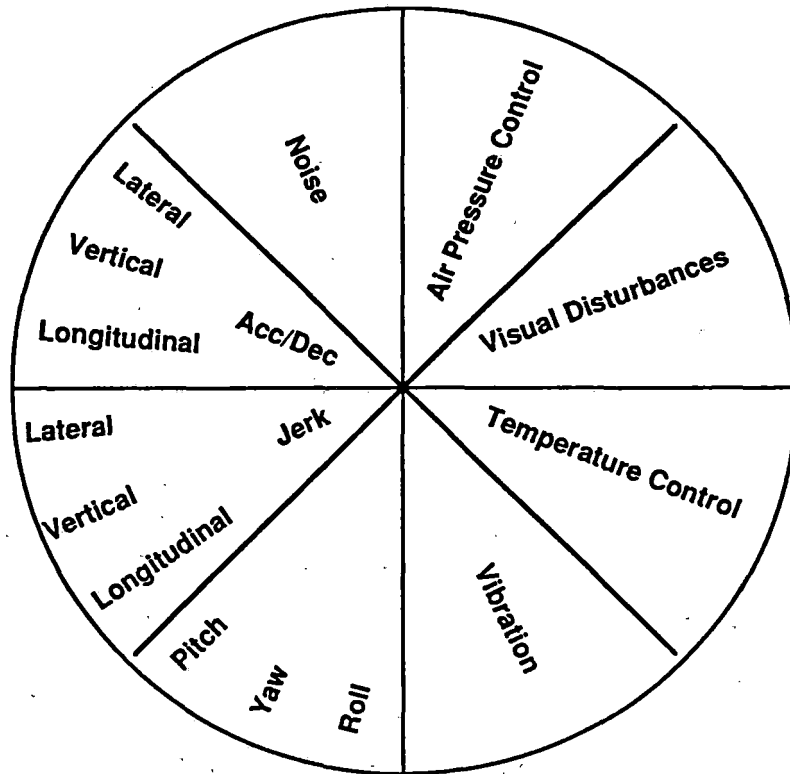 Noise
Air Pressure Control
Visual Disturbances
Temperature Control
Vibration
Roll
Yaw
Pitch
Jerk
Longitudinal
Vertical
Lateral
Acc/Dec
Longitudinal
Vertical
Lateral